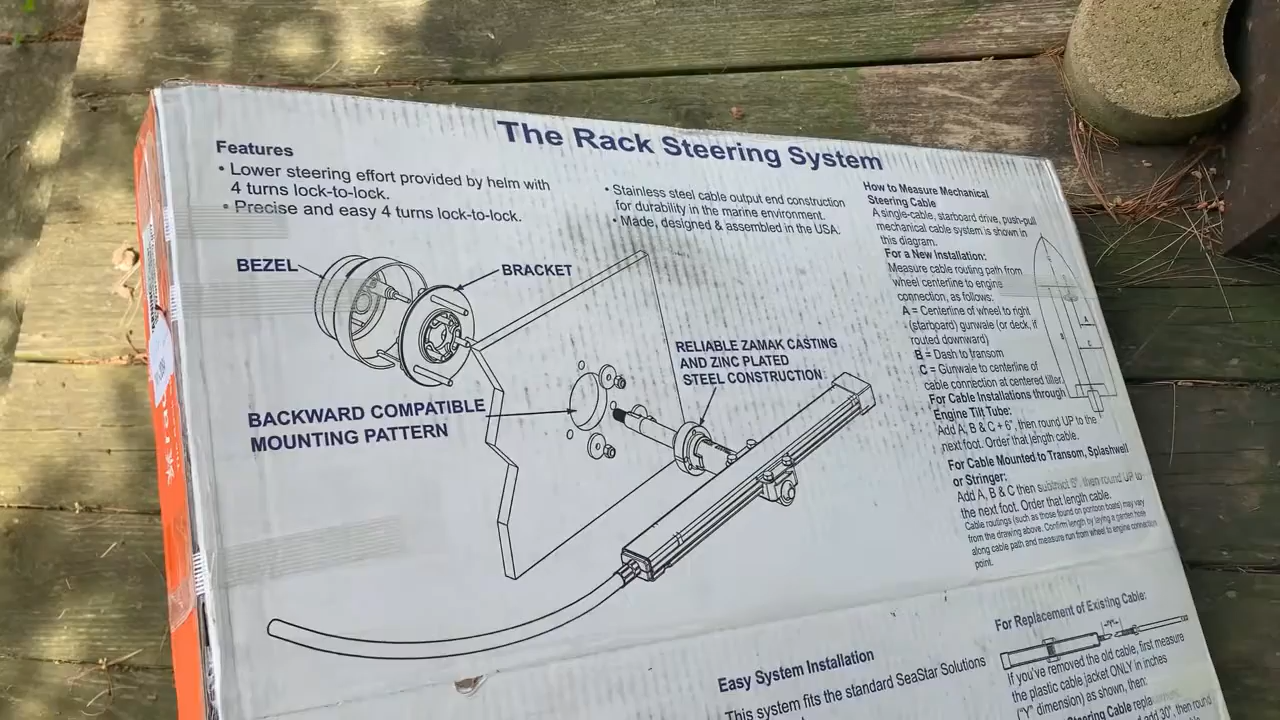 The Rack Steering System
Features
• Lower steering effort provided by helm with
4 turns lock-to-lock.
• Precise and easy 4 turns lock-to-lock.
• Stainless steel cable output end construction
for durability in the marine environment.
• Made, designed & assembled in the USA.
BEZEL
BRACKET
BACKWARD COMPATIBLE
MOUNTING PATTERN
RELIABLE ZAMAK CASTING
AND ZINC PLATED
STEEL CONSTRUCTION
How to Measure Mechanical
Steering Cable
A single-cable, starboard drive, push-pull
mechanical cable system is shown in
this diagram.
For a New Installation:
Measure cable routing path from
wheel centerline to engine
connection, as follows:
A = Centerline of wheel to right
(starboard) gunwale (or deck, if
routed downward)
B = Dash to transom
C = Gunwale to centerline of
cable connection at centered tiller
For Cable Installations through
Engine Tilt Tube:
Add A, B & C + 6", then round UP to the
next foot. Order that length cable.
For Cable Mounted to Transom, Splashwell
or Stringer:
Add A, B & C then subtract 6", then round UP to
the next foot. Order that length cable.
Cable routings (such as those found on pontoon boats) may vary
from the drawing above. Confirm length by laying a garden hose
along cable path and measure run from wheel to engine connection
point.
A
B
C
For Replacement of Existing Cable:
"Y"
If you've removed the old cable, first measure
the plastic cable jacket ONLY in inches
("Y" dimension) as shown, then:
Steering Cable
add 30", then round
Easy System Installation
This system fits the standard SeaStar Solutions